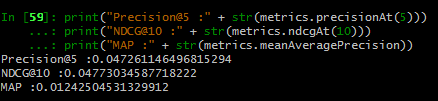 In [59]: print("Precision@5 :" + str(metrics.precisionAt(5)))
    ...: print("NDCG@10 :" + str(metrics.ndcgAt(10)))
    ...: print("MAP :" + str(metrics.meanAveragePrecision))
Precision@5 :0.047261146496815294
NDCG@10 :0.04773034587718222
MAP :0.01242504531329912